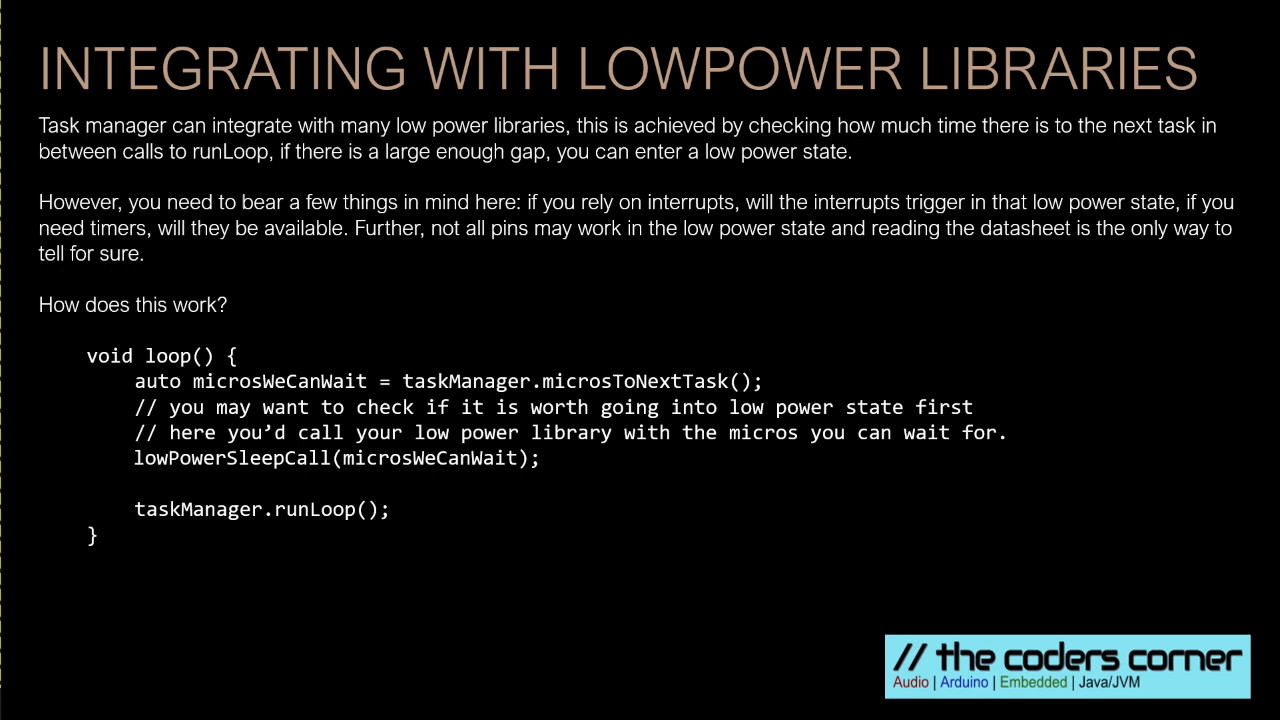 INTEGRATING WITH LOWPOWER LIBRARIES
Task manager can integrate with many low power libraries, this is achieved by checking how much time there is to the next task in
between calls to runLoop, if there is a large enough gap, you can enter a low power state.
However, you need to bear a few things in mind here: if you rely on interrupts, will the interrupts trigger in that low power state, if you
need timers, will they be available. Further, not all pins may work in the low power state and reading the datasheet is the only way to
tell for sure.
How does this work?
void loop() {
auto microsWeCanWait = taskManager.microsToNextTask();
// you may want to check if it is worth going into low power state first
// here you’d call your low power library with the micros you can wait for.
lowPowerSleepCall(microsWeCanWait);
taskManager.runLoop();
}
// the coders corner
Audio | Arduino | Embedded | Java/JVM